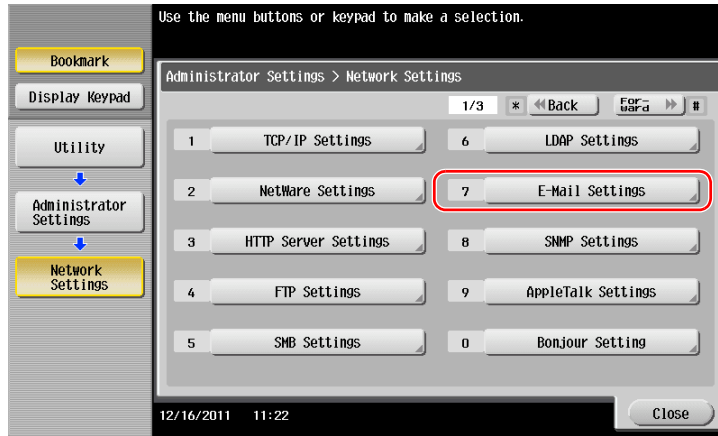 Use the menu buttons or keypad to make a selection.
Bookmark
Display Keypad
Utility
Administrator
Settings
Network
Settings
Administrator Settings > Network Settings
1/3 * Back For-
ward #
1 TCP/IP Settings 6 LDAP Settings
2 NetWare Settings 7 E-Mail Settings
3 HTTP Server Settings 8 SNMP Settings
4 FTP Settings 9 AppleTalk Settings
5 SMB Settings 0 Bonjour Setting
12/16/2011 11:22 Close